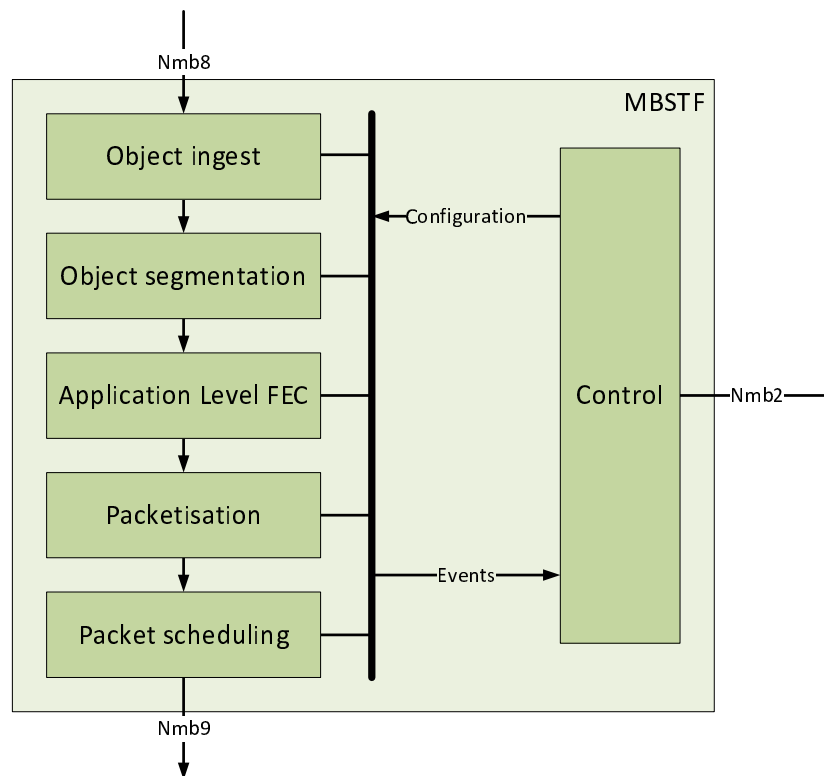 Nmb8
MBSTF
Object ingest
Configuration
Object segmentation
Application Level FEC
Control
Nmb2
Packetisation
Events
Packet scheduling
Nmb9